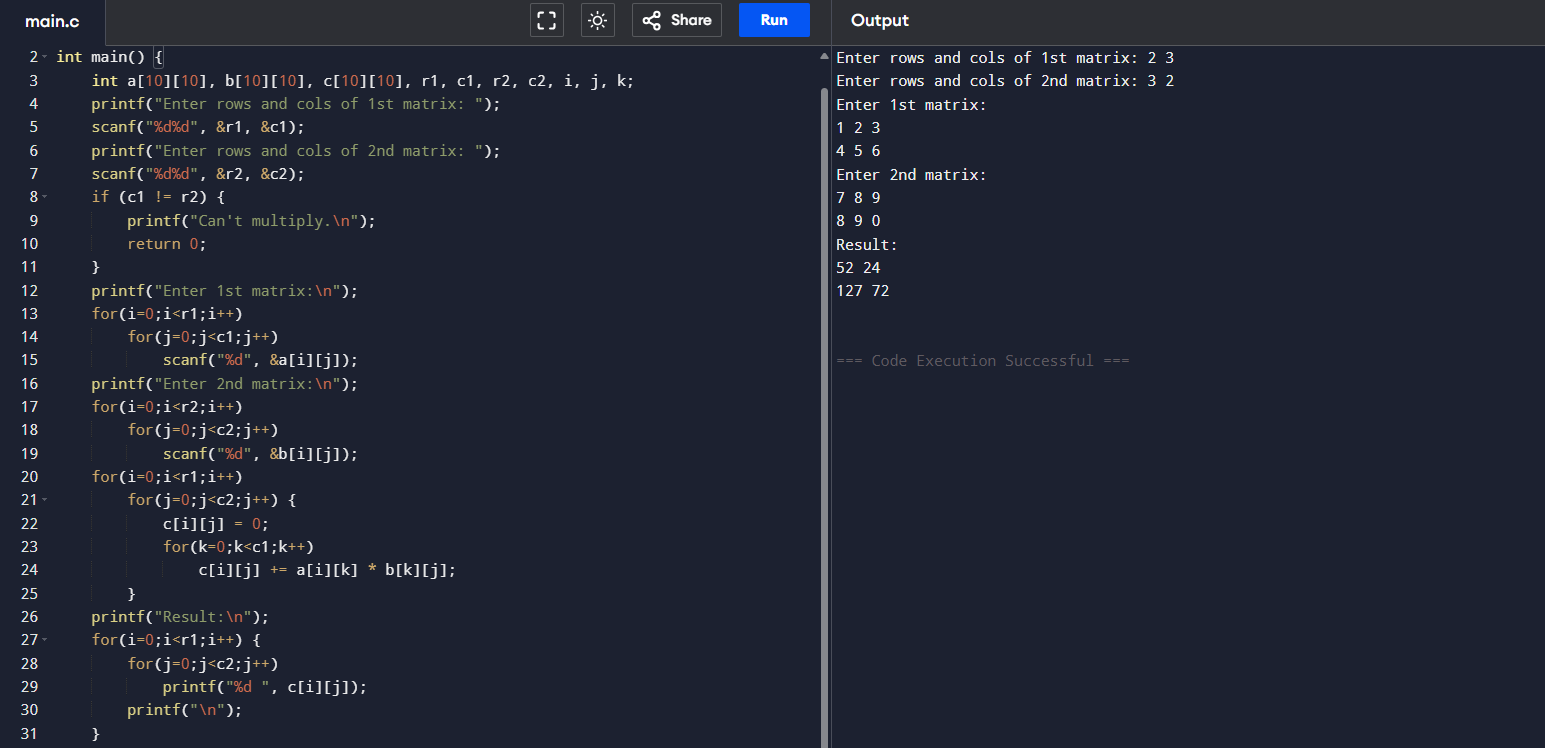 main.c
Share
Run
Output
2 int main() {
3 int a[10][10], b[10][10], c[10][10], r1, c1, r2, c2, i, j, k;
4 printf("Enter rows and cols of 1st matrix: ");
5 scanf("%d%d", &r1, &c1);
6 printf("Enter rows and cols of 2nd matrix: ");
7 scanf("%d%d", &r2, &c2);
8 if (c1 != r2) {
9 printf("Can't multiply.\n");
10 return 0;
11 }
12 printf("Enter 1st matrix:\n");
13 for(i=0;i<r1;i++)
14 for(j=0;j<c1;j++)
15 scanf("%d", &a[i][j]);
16 printf("Enter 2nd matrix:\n");
17 for(i=0;i<r2;i++)
18 for(j=0;j<c2;j++)
19 scanf("%d", &b[i][j]);
20 for(i=0;i<r1;i++)
21 for(j=0;j<c2;j++) {
22 c[i][j] = 0;
23 for(k=0;k<c1;k++)
24 c[i][j] += a[i][k] * b[k][j];
25 }
26 printf("Result:\n");
27 for(i=0;i<r1;i++) {
28 for(j=0;j<c2;j++)
29 printf("%d ", c[i][j]);
30 printf("\n");
31 }
Enter rows and cols of 1st matrix: 2 3
Enter rows and cols of 2nd matrix: 3 2
Enter 1st matrix:
1 2 3
4 5 6
Enter 2nd matrix:
7 8 9
8 9 0
Result:
52 24
127 72
=== Code Execution Successful ===